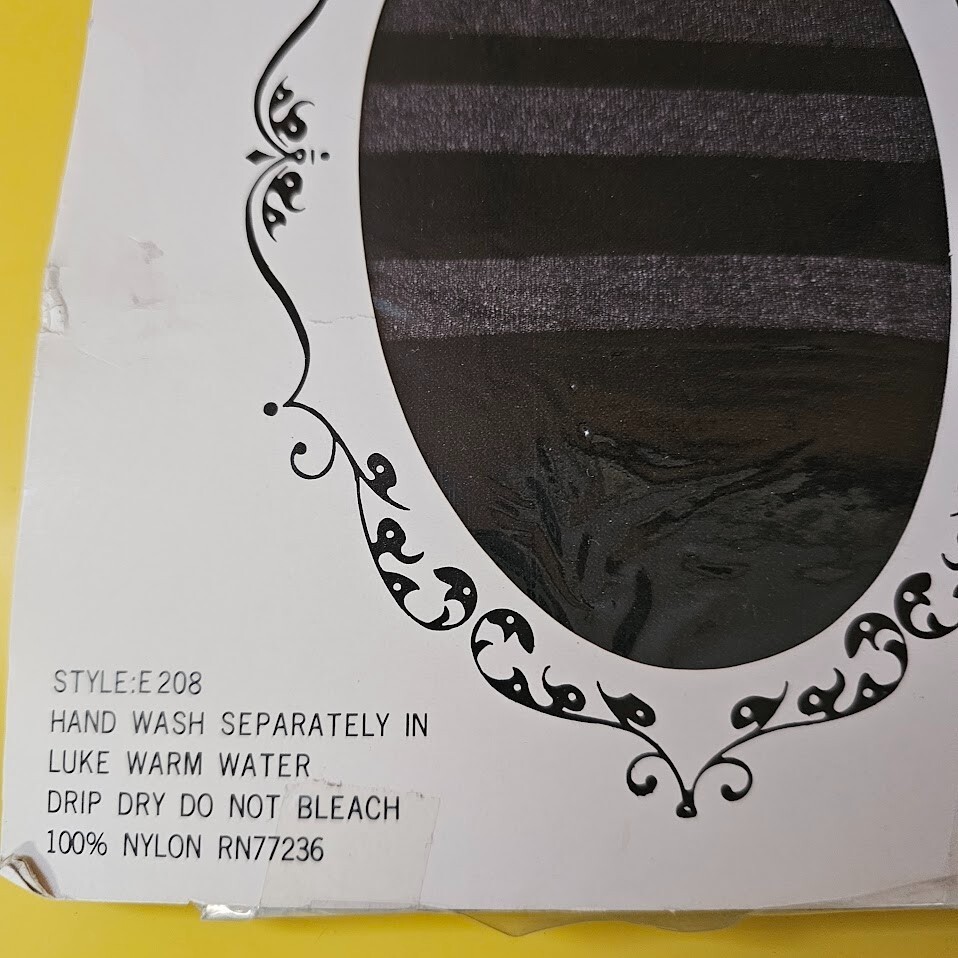 STYLE:E208
HAND WASH SEPARATELY IN
LUKE WARM WATER
DRIP DRY DO NOT BLEACH
100% NYLON RN77236